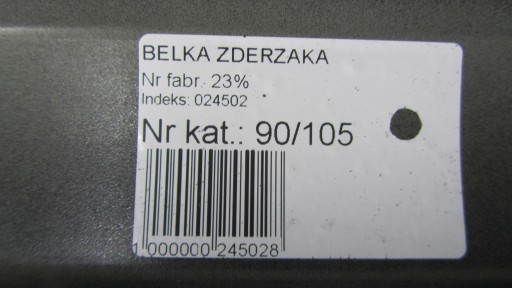 BELKA ZDERZAKA
Nr fabr. 23%
Indeks: 024502
Nr kat.: 90/105
1 000000 245028